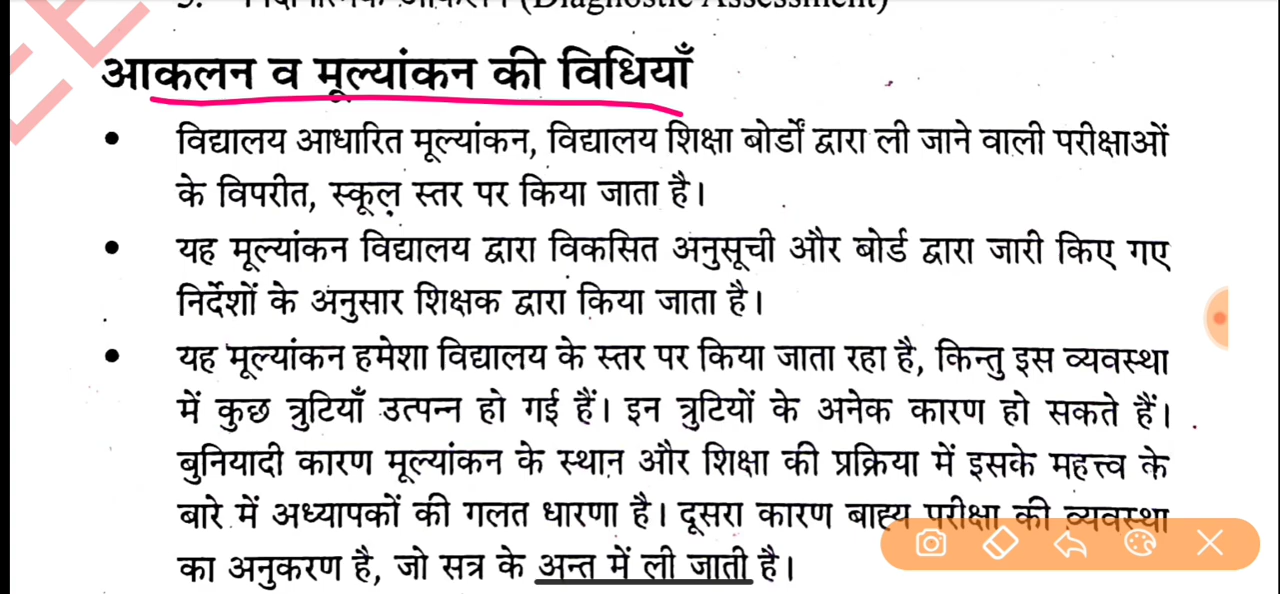 आकलन व मूल्यांकन की विधियाँ
• विद्यालय आधारित मूल्यांकन, विद्यालय शिक्षा बोर्डों द्वारा ली जाने वाली परीक्षाओं
के विपरीत, स्कूल स्तर पर किया जाता है।
• यह मूल्यांकन विद्यालय द्वारा विकसित अनुसूची और बोर्ड द्वारा जारी किए गए
निर्देशों के अनुसार शिक्षक द्वारा किया जाता है।
• यह मूल्यांकन हमेशा विद्यालय के स्तर पर किया जाता रहा है, किन्तु इस व्यवस्था
में कुछ त्रुटियाँ उत्पन्न हो गई हैं। इन त्रुटियों के अनेक कारण हो सकते हैं।
बुनियादी कारण मूल्यांकन के स्थान और शिक्षा की प्रक्रिया में इसके महत्त्व के
बारे में अध्यापकों की गलत धारणा है। दूसरा कारण बाह्य परीक्षा की व्यवस्था
का अनुकरण है, जो सत्र के अन्त में ली जाती है।